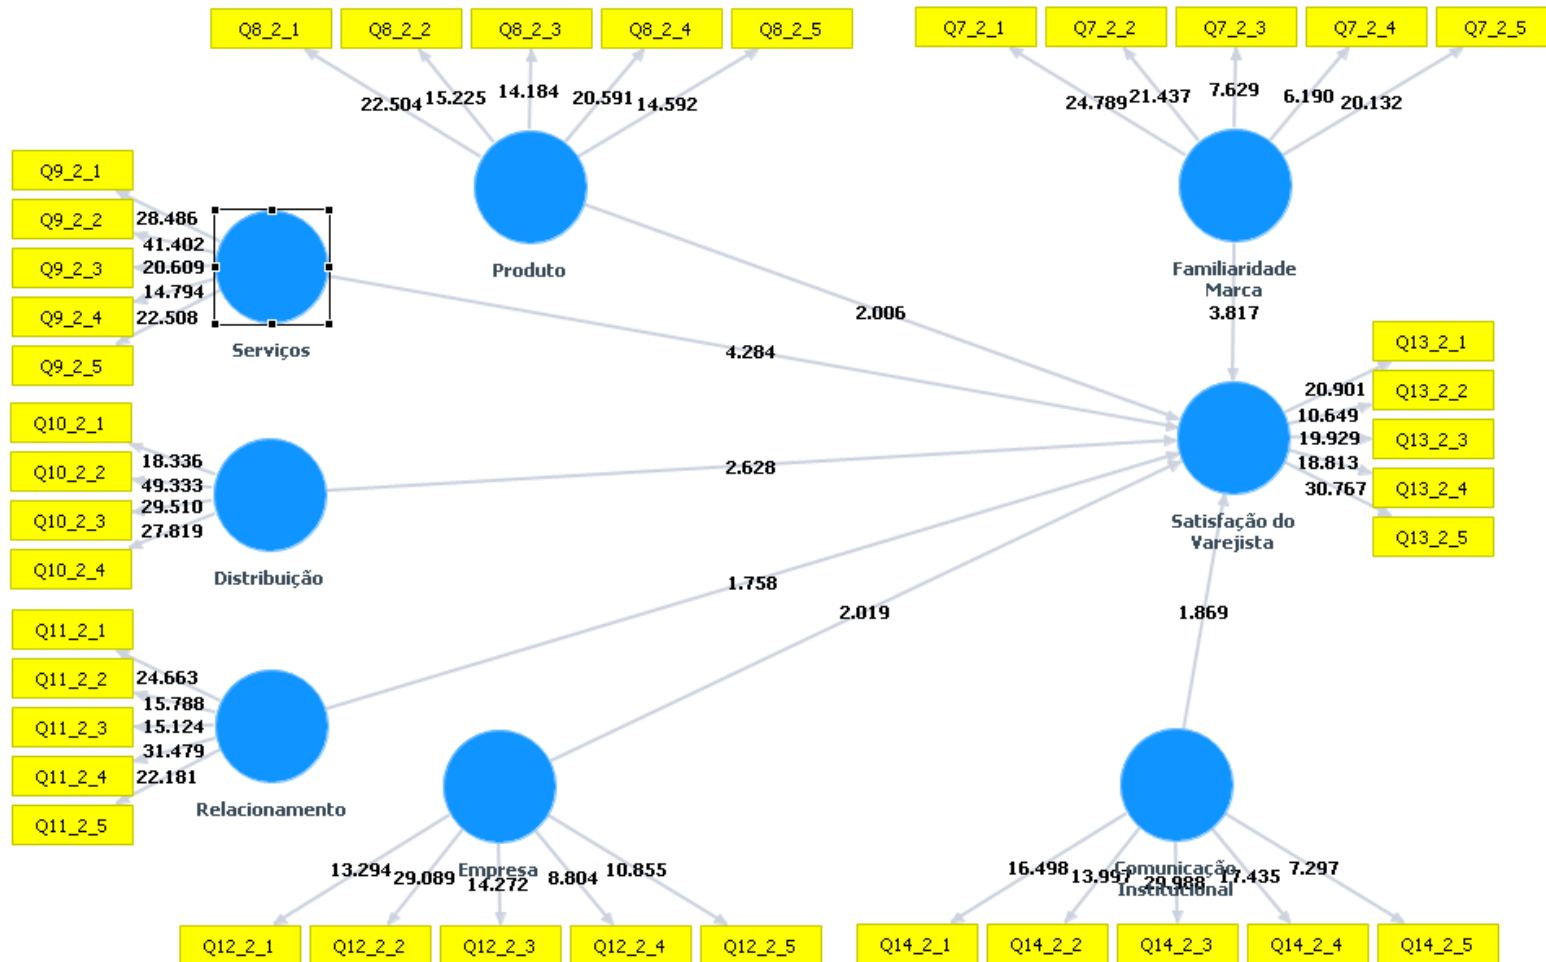 Q8_2_1
Q8_2_2
Q8_2_3
Q8_2_4
Q8_2_5
22.504
15.225
14.184
20.591
14.592
Produto
Q7_2_1
Q7_2_2
Q7_2_3
Q7_2_4
Q7_2_5
24.789
21.437
7.629
6.190
20.132
Familiaridade
Marca
3.817
Q9_2_1
Q9_2_2
Q9_2_3
Q9_2_4
Q9_2_5
28.486
41.402
20.609
14.794
22.508
Serviços
2.006
4.284
Q10_2_1
Q10_2_2
Q10_2_3
Q10_2_4
18.336
49.333
29.510
27.819
Distribuição
2.628
Q13_2_1
Q13_2_2
Q13_2_3
Q13_2_4
Q13_2_5
20.901
10.649
19.929
18.813
30.767
Satisfação do
Varejista
Q11_2_1
Q11_2_2
Q11_2_3
Q11_2_4
Q11_2_5
24.663
15.788
15.124
31.479
22.181
Relacionamento
1.758
2.019
1.869
Empresa
13.294
29.089
14.272
8.804
10.855
Q12_2_1
Q12_2_2
Q12_2_3
Q12_2_4
Q12_2_5
Comunicação
Institucional
16.498
13.997
29.988
17.435
7.297
Q14_2_1
Q14_2_2
Q14_2_3
Q14_2_4
Q14_2_5